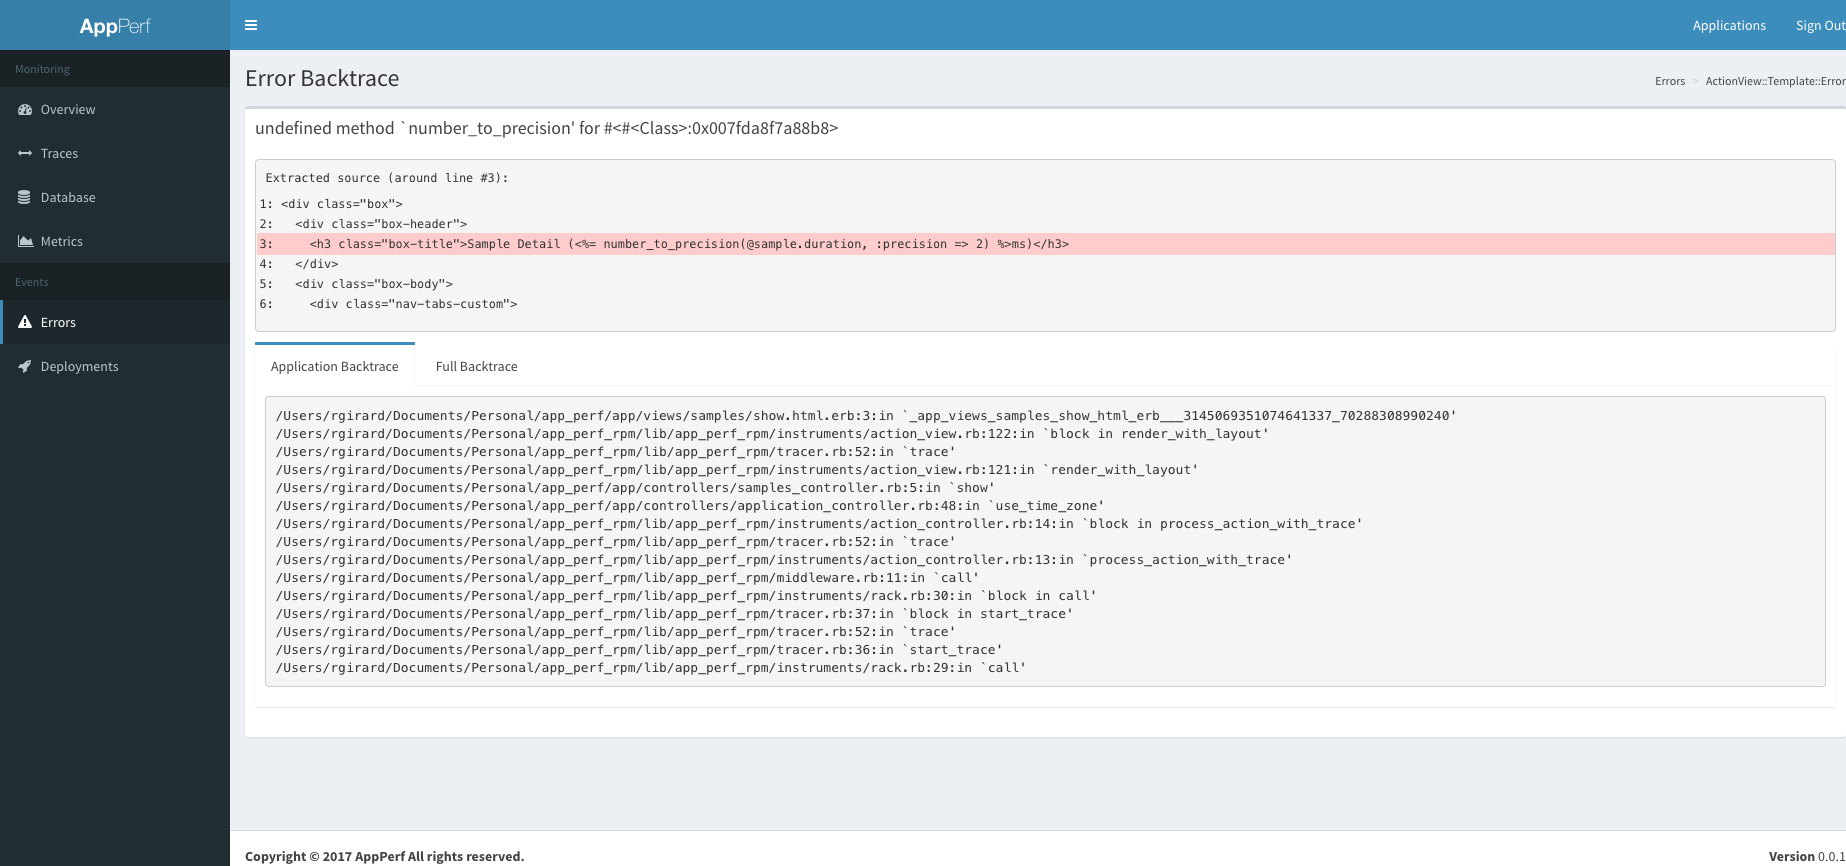 AppPerf
Applications
Sign Out
Monitoring
Overview
Traces
Database
Metrics
Events
Errors
Deployments
Error Backtrace
Errors > ActionView::Template::Error
undefined method `number_to_precision' for #<#<Class>:0x007fda8f7a88b8>
Extracted source (around line #3):
1: <div class="box">
2:   <div class="box-header">
3:     <h3 class="box-title">Sample Detail (<%= number_to_precision(@sample.duration, :precision => 2) %>ms)</h3>
4:   </div>
5:   <div class="box-body">
6:     <div class="nav-tabs-custom">
Application Backtrace
Full Backtrace
/Users/rgirard/Documents/Personal/app_perf/app/views/samples/show.html.erb:3:in `_app_views_samples_show_html_erb___3145069351074641337_70288308990240'
/Users/rgirard/Documents/Personal/app_perf_rpm/lib/app_perf_rpm/instruments/action_view.rb:122:in `block in render_with_layout'
/Users/rgirard/Documents/Personal/app_perf_rpm/lib/app_perf_rpm/tracer.rb:52:in `trace'
/Users/rgirard/Documents/Personal/app_perf_rpm/lib/app_perf_rpm/instruments/action_view.rb:121:in `render_with_layout'
/Users/rgirard/Documents/Personal/app_perf/app/controllers/samples_controller.rb:5:in `show'
/Users/rgirard/Documents/Personal/app_perf/app/controllers/application_controller.rb:48:in `use_time_zone'
/Users/rgirard/Documents/Personal/app_perf_rpm/lib/app_perf_rpm/instruments/action_controller.rb:14:in `block in process_action_with_trace'
/Users/rgirard/Documents/Personal/app_perf_rpm/lib/app_perf_rpm/tracer.rb:52:in `trace'
/Users/rgirard/Documents/Personal/app_perf_rpm/lib/app_perf_rpm/instruments/action_controller.rb:13:in `process_action_with_trace'
/Users/rgirard/Documents/Personal/app_perf_rpm/lib/app_perf_rpm/middleware.rb:11:in `call'
/Users/rgirard/Documents/Personal/app_perf_rpm/lib/app_perf_rpm/instruments/rack.rb:30:in `block in call'
/Users/rgirard/Documents/Personal/app_perf_rpm/lib/app_perf_rpm/tracer.rb:37:in `block in start_trace'
/Users/rgirard/Documents/Personal/app_perf_rpm/lib/app_perf_rpm/tracer.rb:52:in `trace'
/Users/rgirard/Documents/Personal/app_perf_rpm/lib/app_perf_rpm/tracer.rb:36:in `start_trace'
/Users/rgirard/Documents/Personal/app_perf_rpm/lib/app_perf_rpm/instruments/rack.rb:29:in `call'
Copyright © 2017 AppPerf All rights reserved.
Version 0.0.1